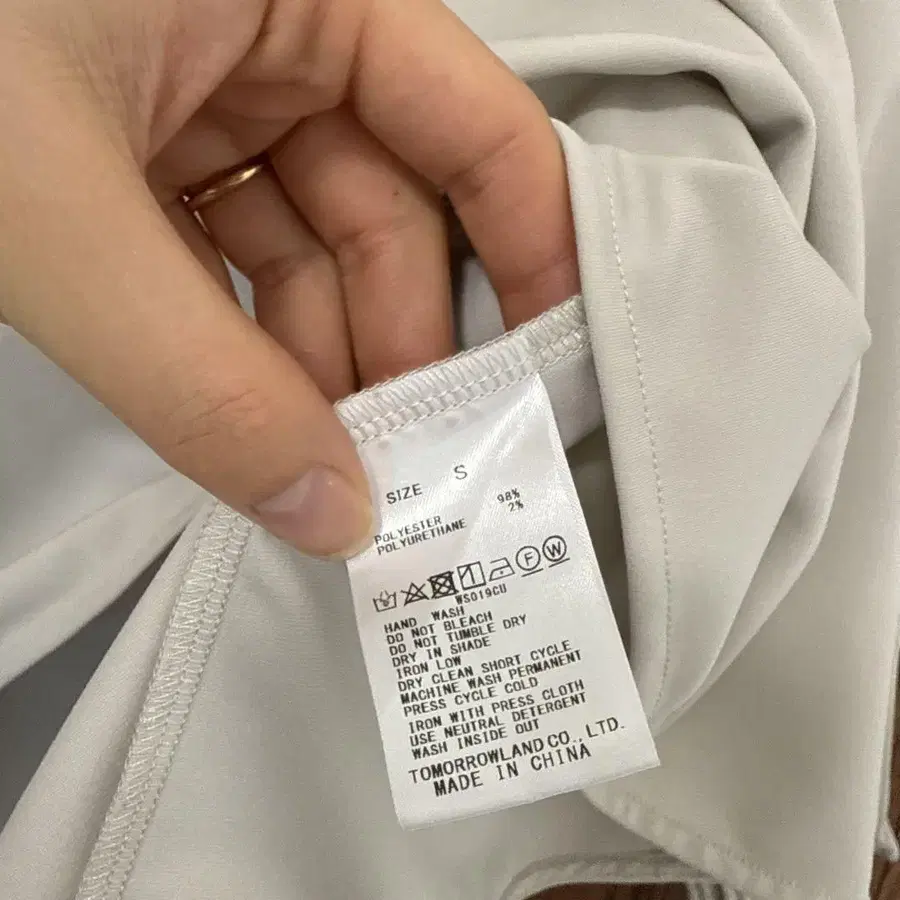 SIZE S
POLYESTER 98%
POLYURETHANE 2%
F W
WS019CU
HAND WASH
DO NOT BLEACH
DO NOT TUMBLE DRY
DRY IN SHADE
IRON LOW
DRY CLEAN SHORT CYCLE
MACHINE WASH PERMANENT
PRESS CYCLE COLD
IRON WITH PRESS CLOTH
USE NEUTRAL DETERGENT
WASH INSIDE OUT
TOMORROWLAND CO., LTD.
MADE IN CHINA